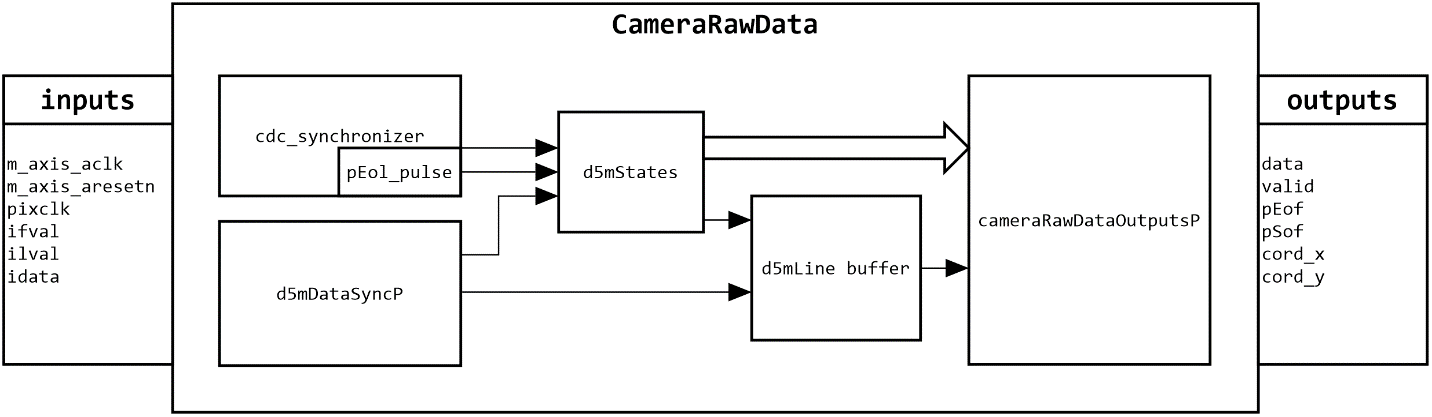 CameraRawData
inputs
m_axis_aclk
m_axis_aresetn
pixclk
ifval
ilval
idata
cdc_synchronizer
pEol_pulse
d5mDataSyncP
d5mStates
d5mLine buffer
cameraRawDataOutputsP
outputs
data
valid
pEof
pSof
cord_x
cord_y